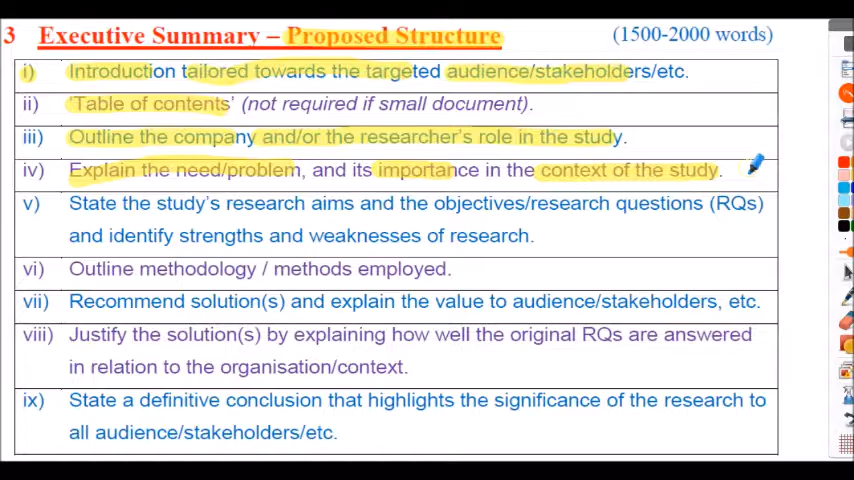 3 Executive Summary – Proposed Structure (1500-2000 words)
i) Introduction tailored towards the targeted audience/stakeholders/etc.
ii) 'Table of contents' (not required if small document).
iii) Outline the company and/or the researcher's role in the study.
iv) Explain the need/problem, and its importance in the context of the study.
v) State the study's research aims and the objectives/research questions (RQs)
and identify strengths and weaknesses of research.
vi) Outline methodology / methods employed.
vii) Recommend solution(s) and explain the value to audience/stakeholders, etc.
viii) Justify the solution(s) by explaining how well the original RQs are answered
in relation to the organisation/context.
ix) State a definitive conclusion that highlights the significance of the research to
all audience/stakeholders/etc.